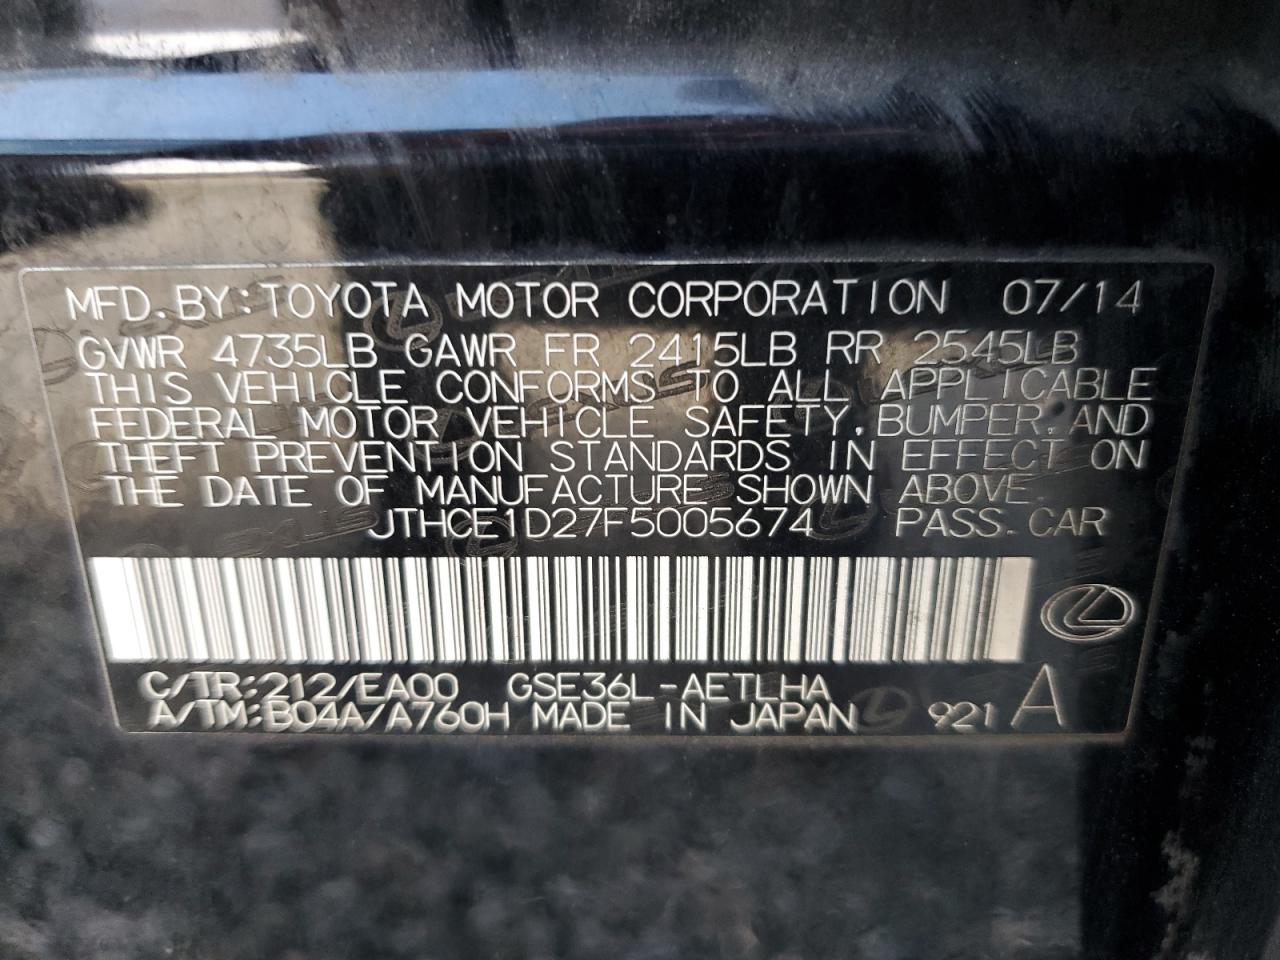 MFD. BY: TOYOTA MOTOR CORPORATION 07/14
GVWR 4735LB GAWR FR 2415LB RR 2545LB
THIS VEHICLE CONFORMS TO ALL APPLICABLE
FEDERAL MOTOR VEHICLE SAFETY, BUMPER, AND
THEFT PREVENTION STANDARDS IN EFFECT ON
THE DATE OF MANUFACTURE SHOWN ABOVE.
JTHCE1D27F5005674 PASS. CAR
C/TR: 212/EA00 GSE36L-AETLHA
A/TM: B04A/A760H MADE IN JAPAN 921 A